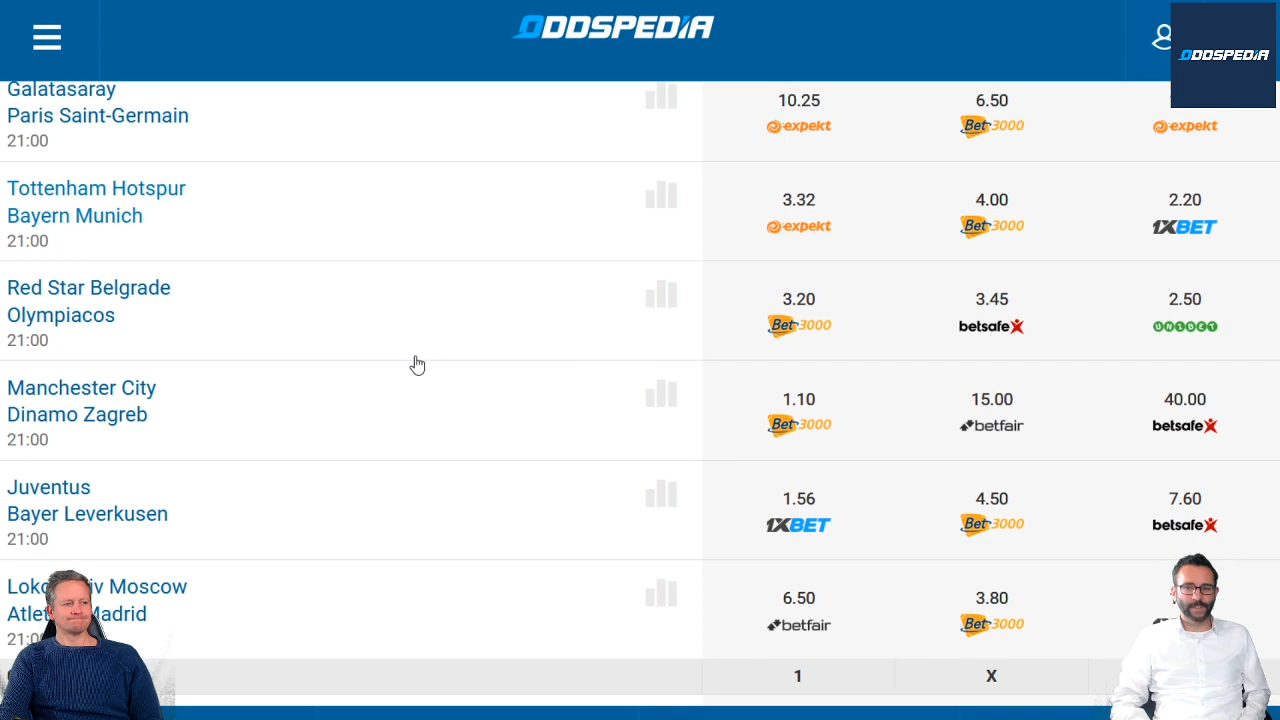 ODDSPEDIA
ODDSPEDIA
Galatasaray
Paris Saint-Germain
21:00
10.25
6.50
expekt
Bet3000
expekt
Tottenham Hotspur
Bayern Munich
21:00
3.32
4.00
2.20
expekt
Bet3000
1XBET
Red Star Belgrade
Olympiacos
21:00
3.20
3.45
2.50
Bet3000
betsafe
UNIBET
Manchester City
Dinamo Zagreb
21:00
1.10
15.00
40.00
Bet3000
betfair
betsafe
Juventus
Bayer Leverkusen
21:00
1.56
4.50
7.60
1XBET
Bet3000
betsafe
Moscow
Madrid
6.50
3.80
betfair
Bet3000
1
X